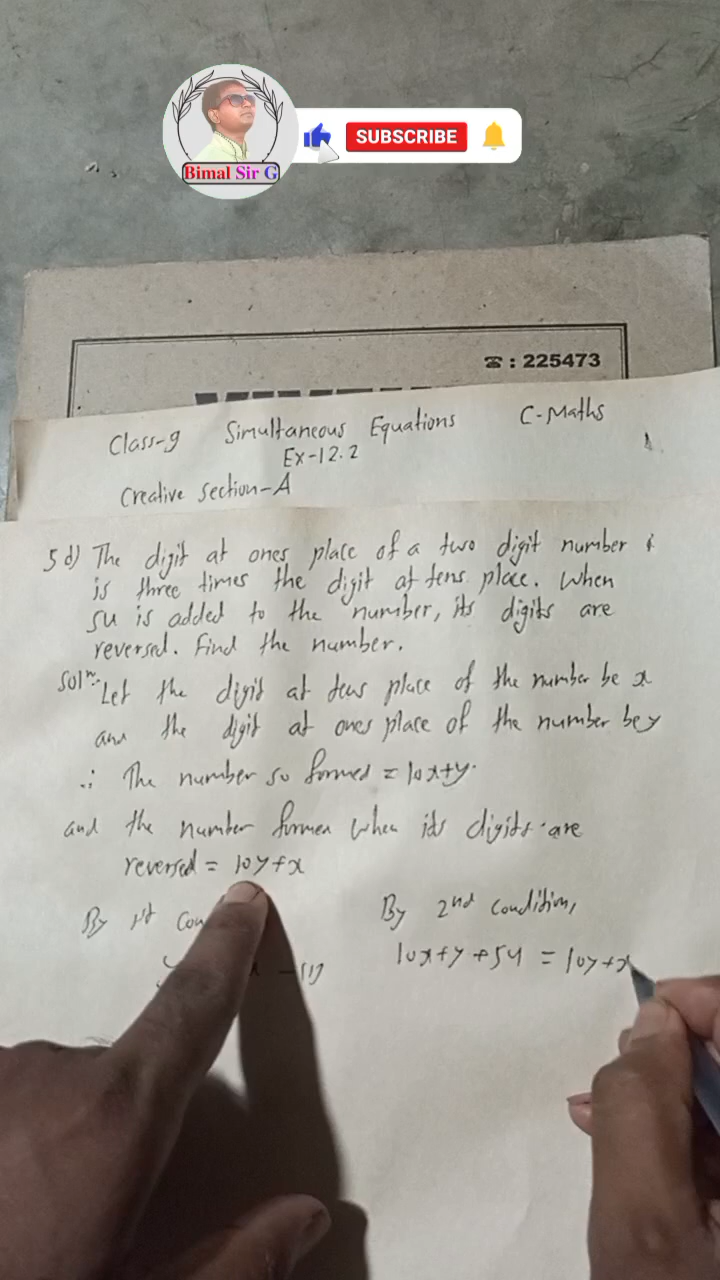 Bimal Sir G
SUBSCRIBE
☎ : 225473
Class-9 Simultaneous Equations C-Maths
Ex-12.2
Creative section-A
5 d) The digit at ones place of a two digit number i
is three times the digit at tens place. When
54 is added to the number, its digits are
reversed. Find the number.
Solⁿ:- Let the digit at tens place of the number be x
and the digit at ones place of the number be y
∴ The number so formed = 10x+y.
and the number formed when its digits are
reversed = 10y+x
By 1st Con
By 2nd condition,
x -(i)
10x+y+54 = 10y+x